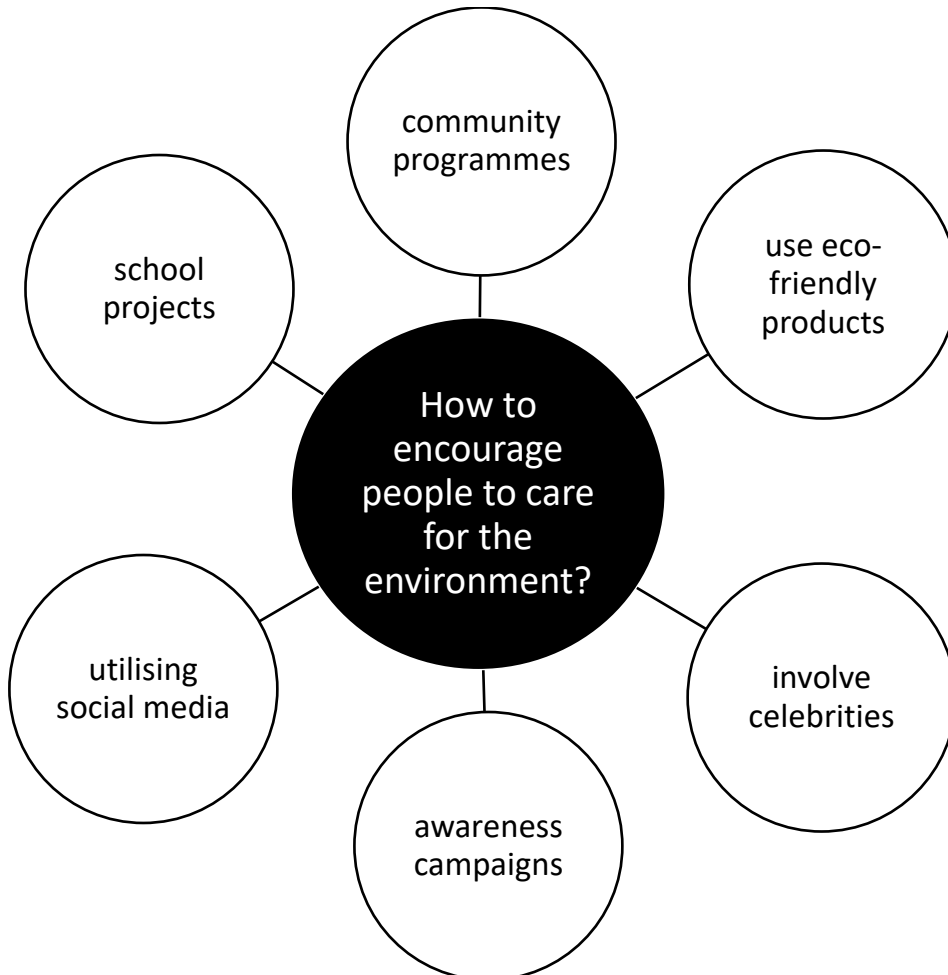 community
programmes
use eco-
friendly
products
school
projects
How to
encourage
people to care
for the
environment?
utilising
social media
involve
celebrities
awareness
campaigns